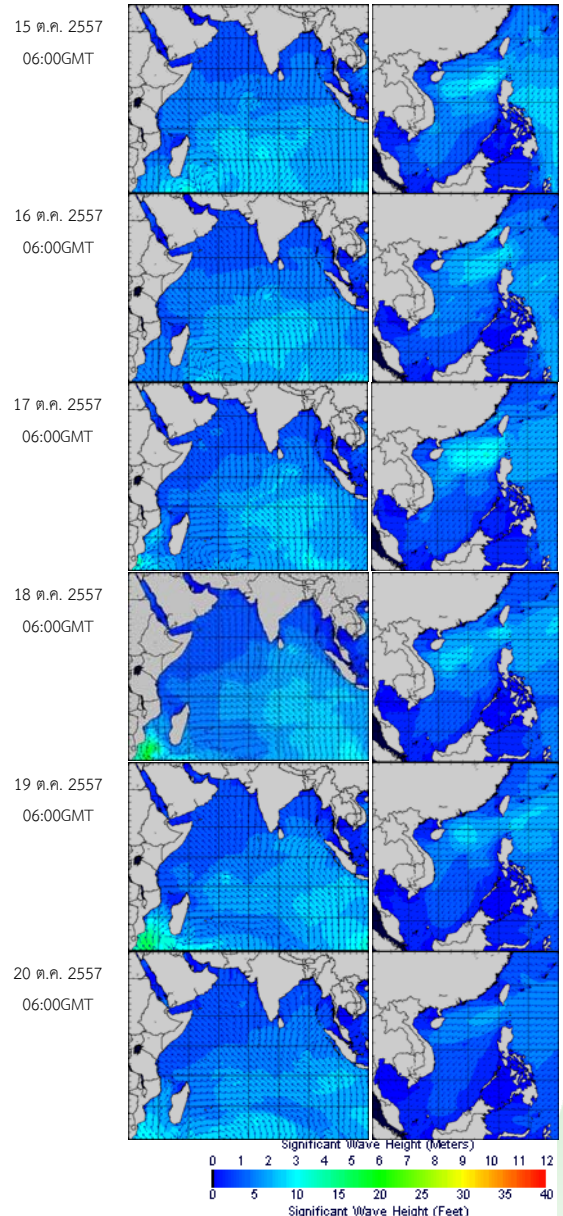 15 ต.ค. 2557
06:00GMT
16 ต.ค. 2557
06:00GMT
17 ต.ค. 2557
06:00GMT
18 ต.ค. 2557
06:00GMT
19 ต.ค. 2557
06:00GMT
20 ต.ค. 2557
06:00GMT
Significant Wave Height (Meters)
0 1 2 3 4 5 6 7 8 9 10 11 12
0 5 10 15 20 25 30 35 40
Significant Wave Height (Feet)